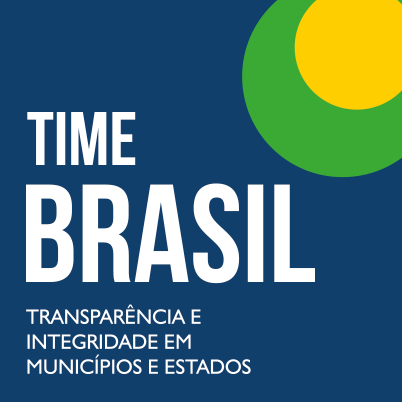 TIME
BRASIL
TRANSPARÊNCIA E
INTEGRIDADE EM
MUNICÍPIOS E ESTADOS